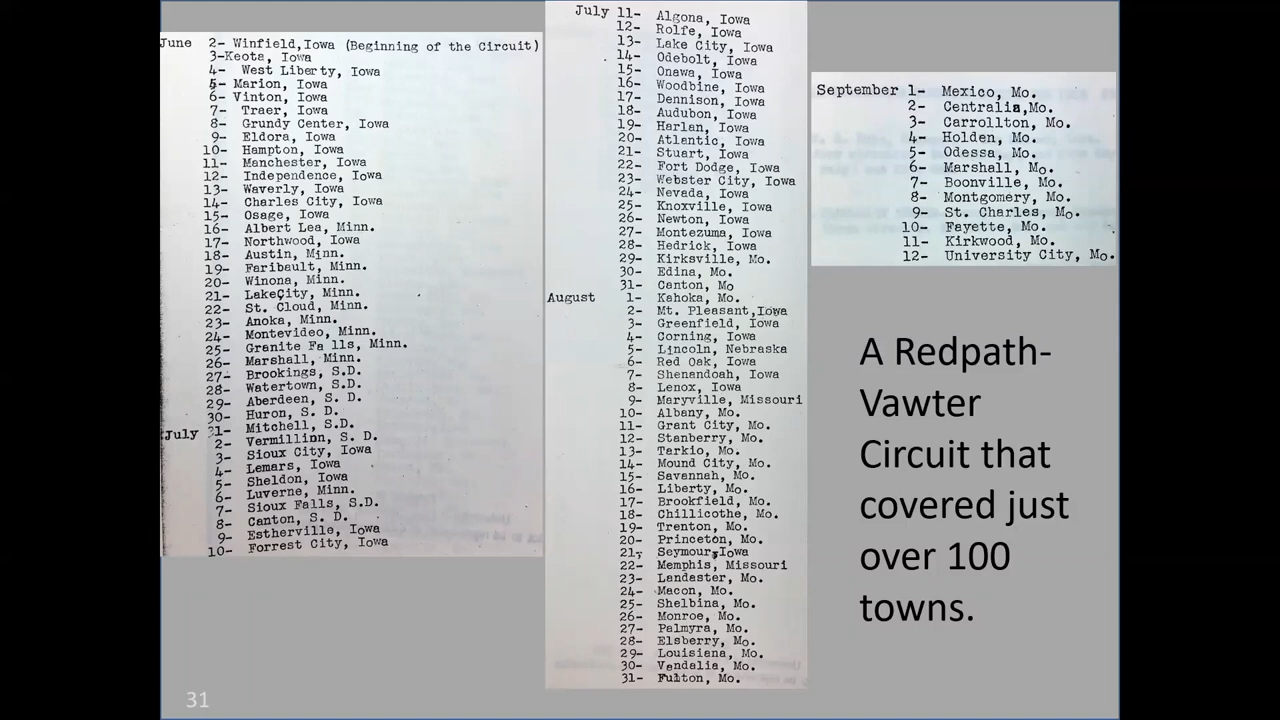 June 2- Winfield,Iowa (Beginning of the Circuit)
3-Keota, Iowa
4- West Liberty, Iowa
5- Marion, Iowa
6- Vinton, Iowa
7- Traer, Iowa
8- Grundy Center, Iowa
9- Eldora, Iowa
10- Hampton, Iowa
11- Manchester, Iowa
12- Independence, Iowa
13- Waverly, Iowa
14- Charles City, Iowa
15- Osage, Iowa
16- Albert Lea, Minn.
17- Northwood, Iowa
18- Austin, Minn.
19- Faribault, Minn.
20- Winona, Minn.
21- LakeCity, Minn.
22- St. Cloud, Minn.
23- Anoka, Minn.
24- Montevideo, Minn.
25- Granite Falls, Minn.
26- Marshall, Minn.
27- Brookings, S.D.
28- Watertown, S.D.
29- Aberdeen, S. D.
30- Huron, S. D.
July 1- Mitchell, S.D.
2- Vermillion, S. D.
3- Sioux City, Iowa
4- Lemars, Iowa
5- Sheldon, Iowa
6- Luverne, Minn.
7- Sioux Falls, S.D.
8- Canton, S. D.
9- Estherville, Iowa
10- Forrest City, Iowa
July 11- Algona, Iowa
12- Rolfe, Iowa
13- Lake City, Iowa
14- Odebolt, Iowa
15- Onawa, Iowa
16- Woodbine, Iowa
17- Dennison, Iowa
18- Audubon, Iowa
19- Harlan, Iowa
20- Atlantic, Iowa
21- Stuart, Iowa
22- Fort Dodge, Iowa
23- Webster City, Iowa
24- Nevada, Iowa
25- Knoxville, Iowa
26- Newton, Iowa
27- Montezuma, Iowa
28- Hedrick, Iowa
29- Kirksville, Mo.
30- Edina, Mo.
31- Canton, Mo
August 1- Kahoka, Mo.
2- Mt. Pleasant,Iowa
3- Greenfield, Iowa
4- Corning, Iowa
5- Lincoln, Nebraska
6- Red Oak, Iowa
7- Shenandoah, Iowa
8- Lenox, Iowa
9- Maryville, Missouri
10- Albany, Mo.
11- Grant City, Mo.
12- Stanberry, Mo.
13- Tarkio, Mo.
14- Mound City, Mo.
15- Savannah, Mo.
16- Liberty, Mo.
17- Brookfield, Mo.
18- Chillicothe, Mo.
19- Trenton, Mo.
20- Princeton, Mo.
21- Seymour,Iowa
22- Memphis, Missouri
23- Landaster, Mo.
24- Macon, Mo.
25- Shelbina, Mo.
26- Monroe, Mo.
27- Palmyra, Mo.
28- Elsberry, Mo.
29- Louisiana, Mo.
30- Vandalia, Mo.
31- Fulton, Mo.
September 1- Mexico, Mo.
2- Centralia,Mo.
3- Carrollton, Mo.
4- Holden, Mo.
5- Odessa, Mo.
6- Marshall, Mo.
7- Boonville, Mo.
8- Montgomery, Mo.
9- St. Charles, Mo.
10- Fayette, Mo.
11- Kirkwood, Mo.
12- University City, Mo.
A Redpath-
Vawter
Circuit that
covered just
over 100
towns.
31